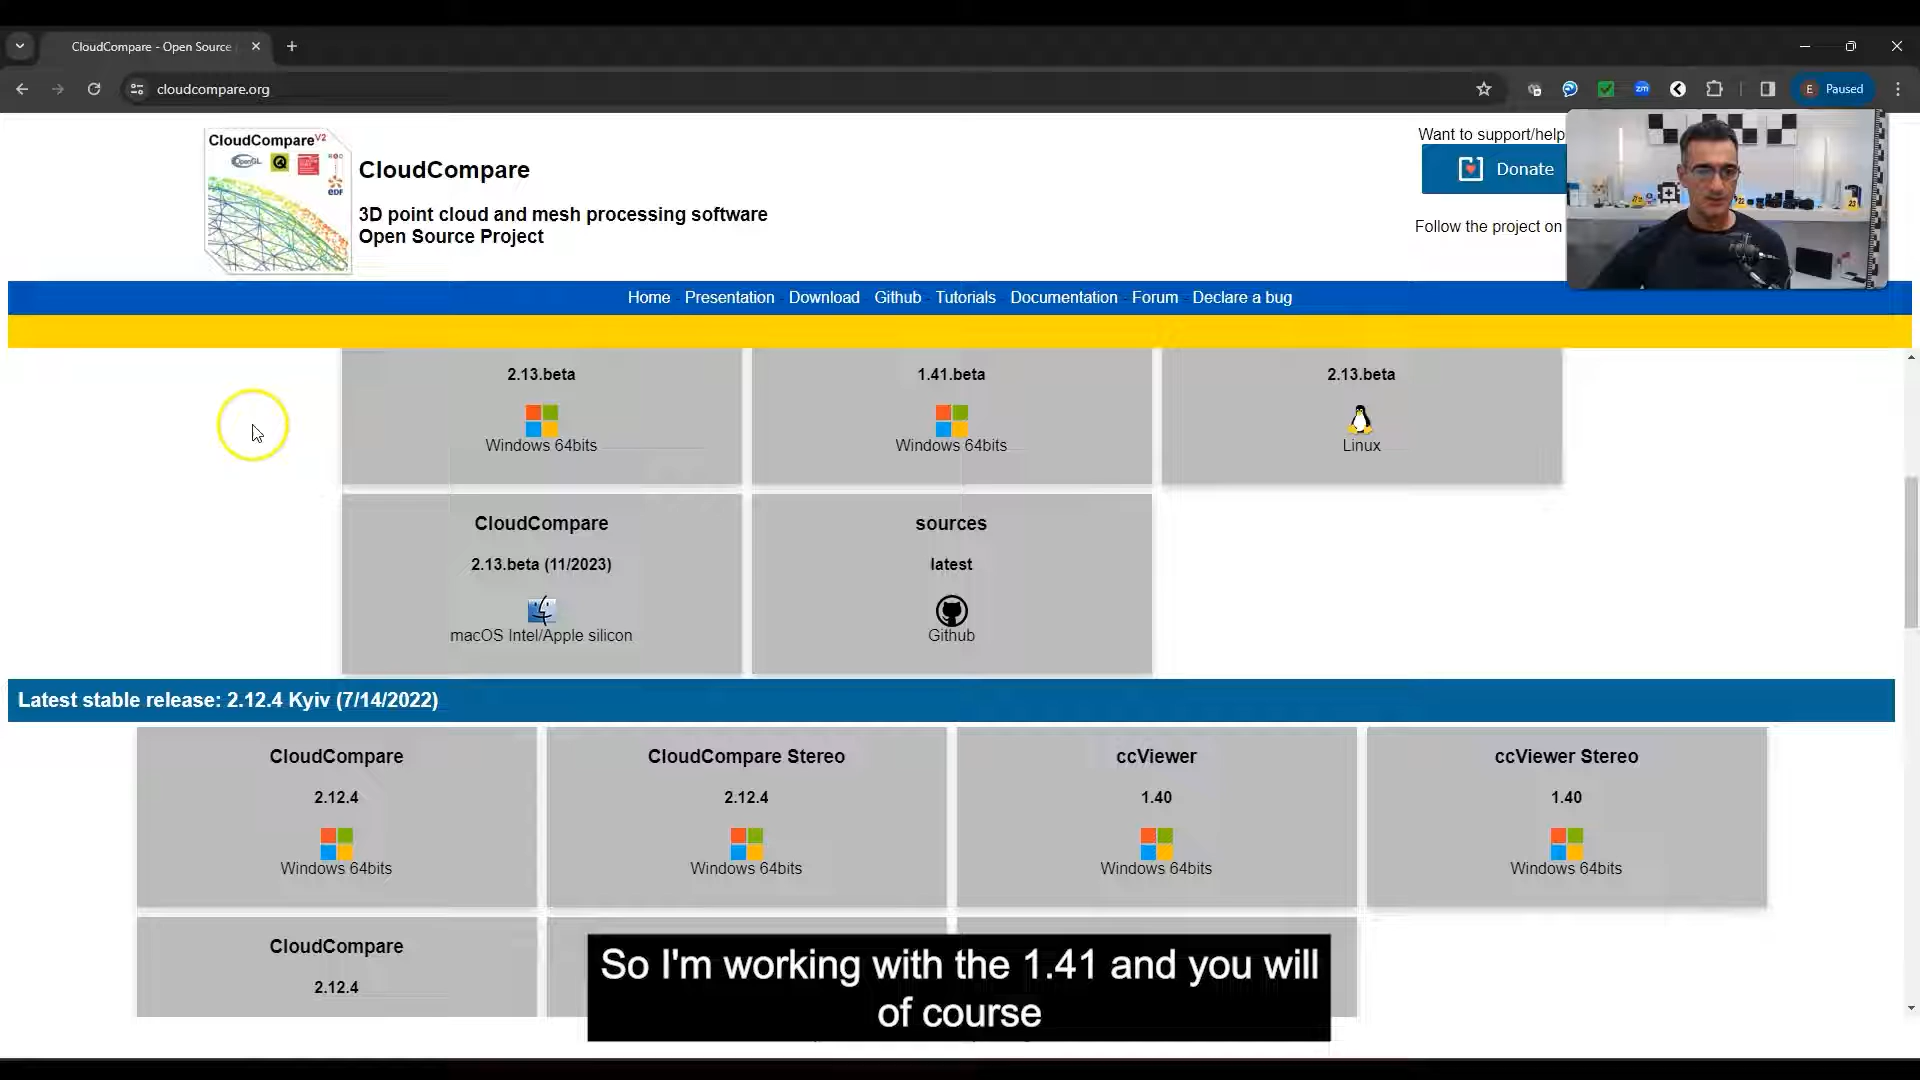 CloudCompare - Open Source
cloudcompare.org
E Paused
zm
CloudCompare V2
OpenGL
EDF
CloudCompare
3D point cloud and mesh processing software
Open Source Project
Want to support/help
Donate
Follow the project on
Home Presentation Download Github Tutorials Documentation Forum Declare a bug
2.13.beta
Windows 64bits
1.41.beta
Windows 64bits
2.13.beta
Linux
CloudCompare
2.13.beta (11/2023)
macOS Intel/Apple silicon
sources
latest
Github
Latest stable release: 2.12.4 Kyiv (7/14/2022)
CloudCompare
2.12.4
Windows 64bits
CloudCompare Stereo
2.12.4
Windows 64bits
ccViewer
1.40
Windows 64bits
ccViewer Stereo
1.40
Windows 64bits
CloudCompare
2.12.4
So I'm working with the 1.41 and you will
of course